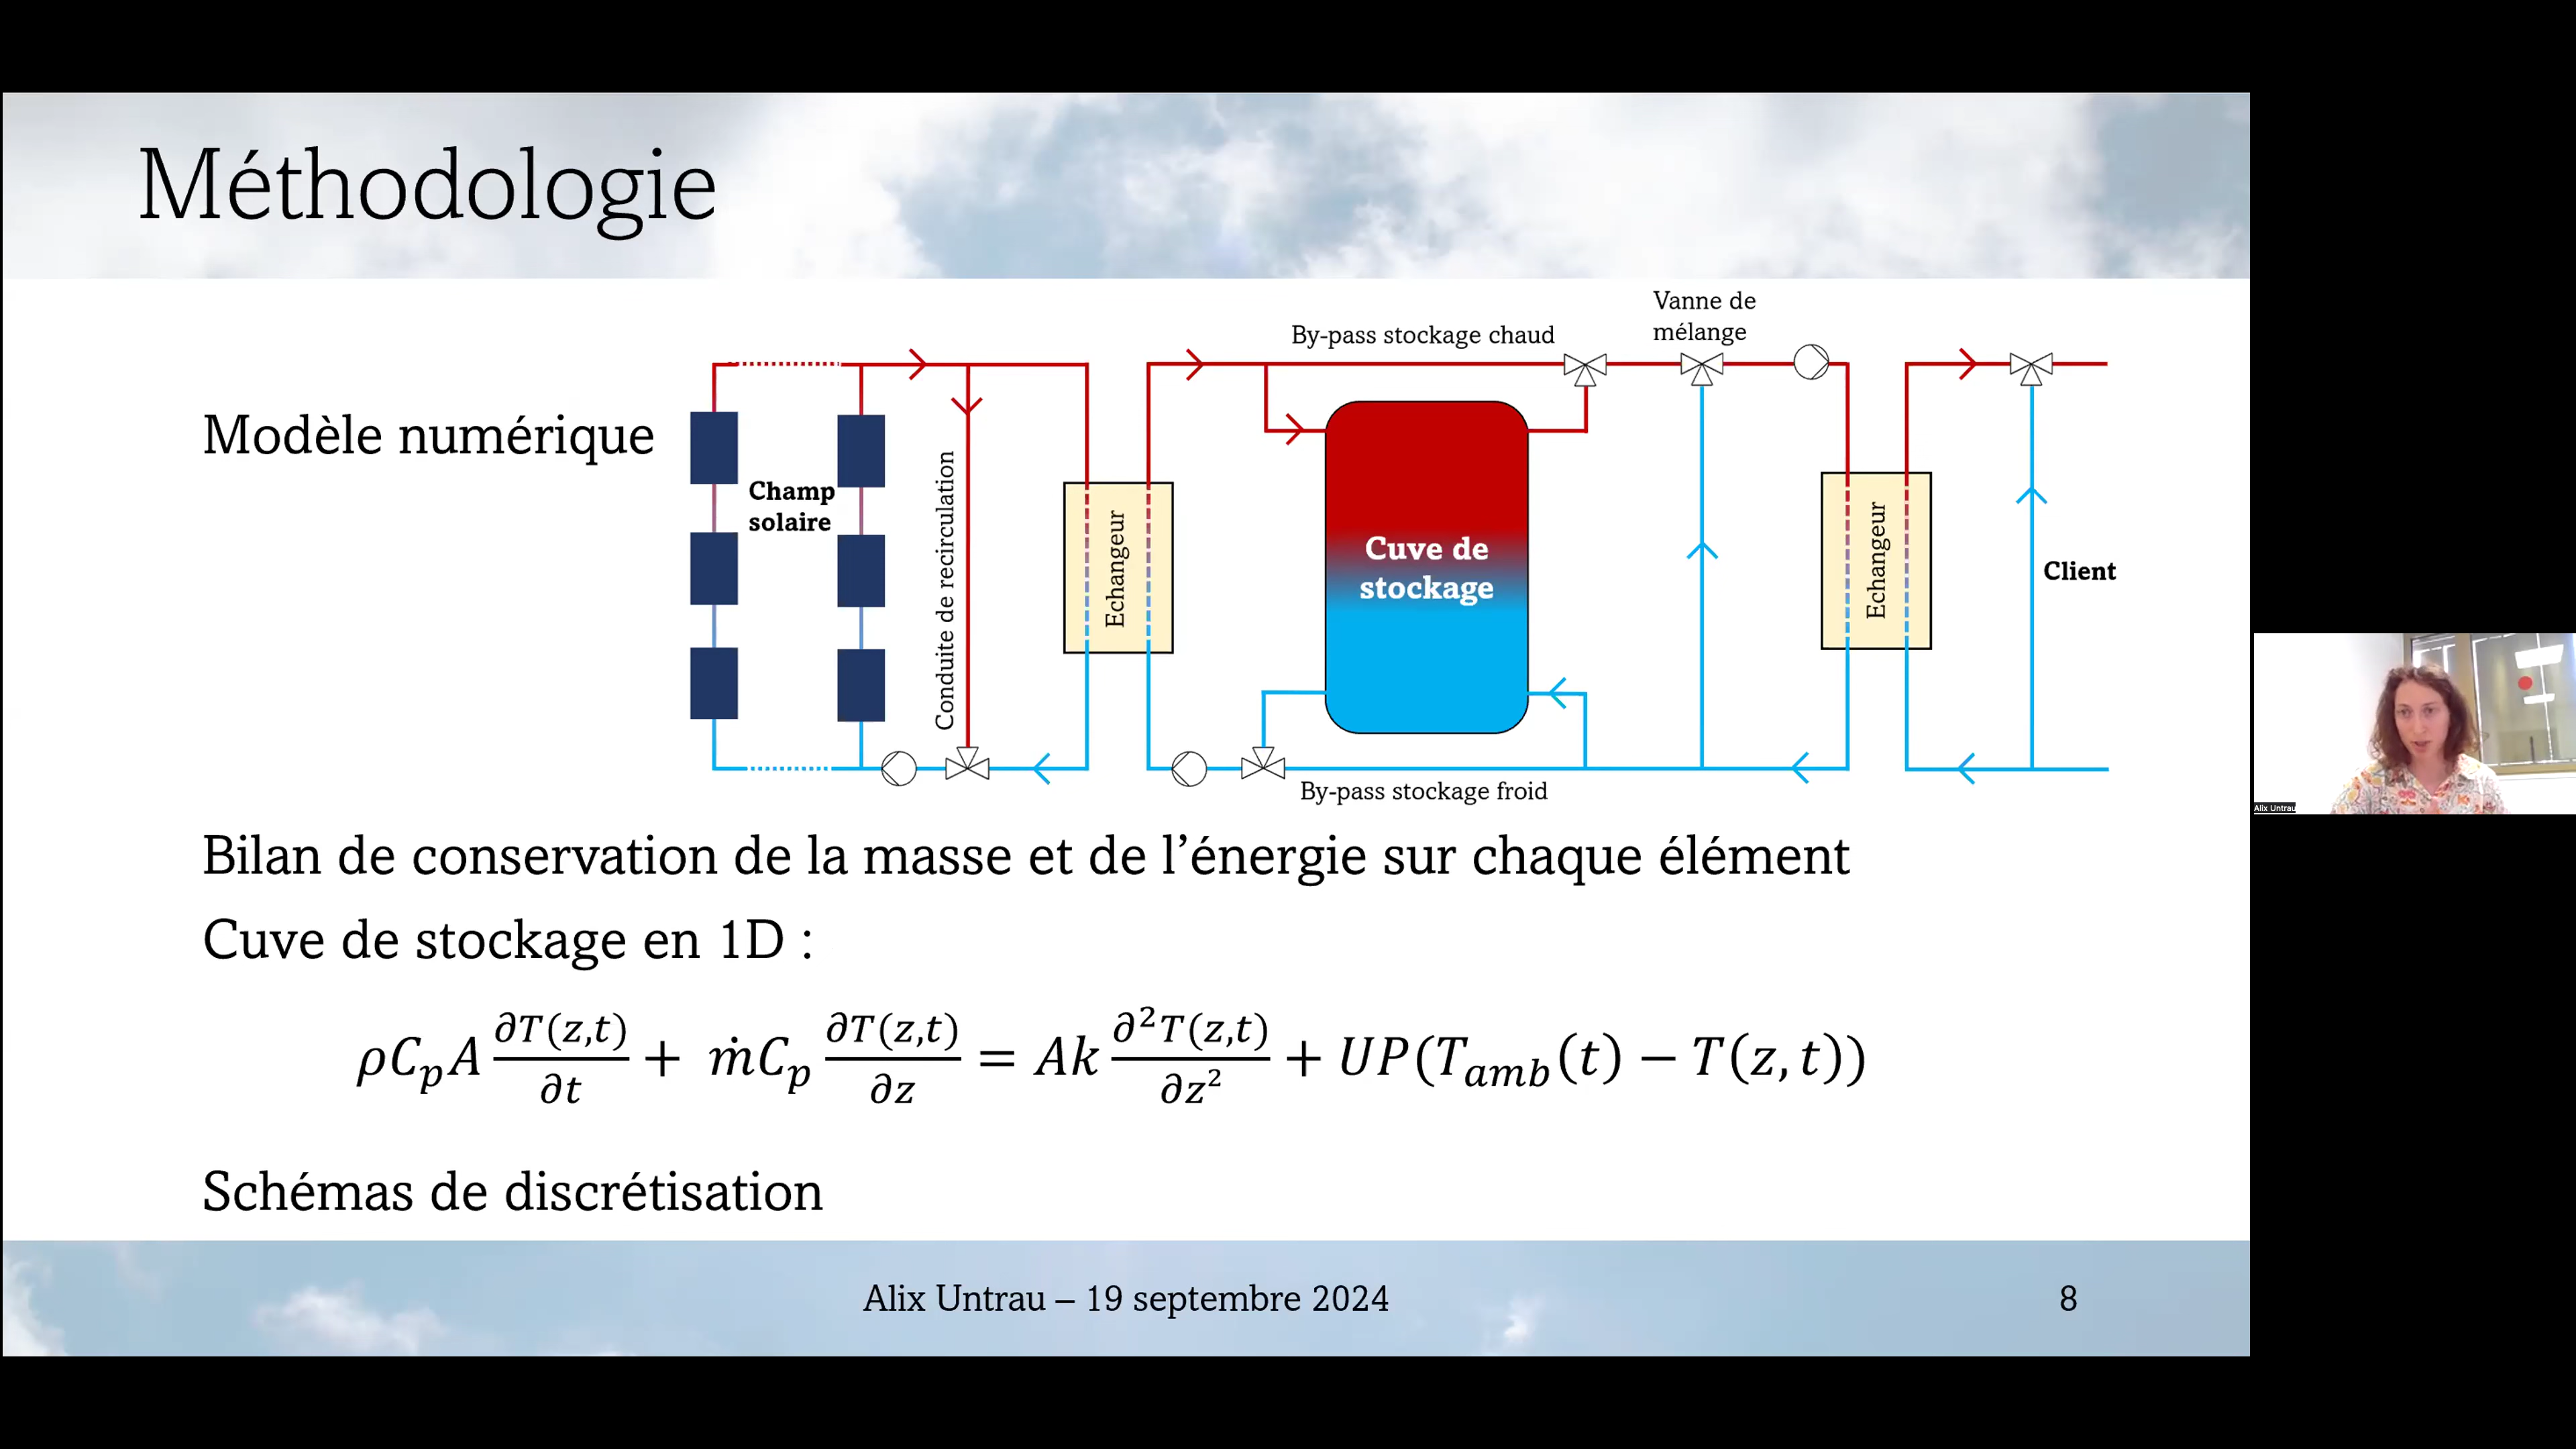 Méthodologie
Modèle numérique
By-pass stockage chaud
Vanne de
mélange
Champ
solaire
Conduite de recirculation
Echangeur
Cuve de
stockage
Echangeur
Client
By-pass stockage froid
Bilan de conservation de la masse et de l’énergie sur chaque élément
Cuve de stockage en 1D :
ρC_p A ∂T(z,t)/∂t + ṁC_p ∂T(z,t)/∂z = Ak ∂²T(z,t)/∂z² + UP(T_amb(t) − T(z,t))
Schémas de discrétisation
Alix Untrau – 19 septembre 2024
8
Alix Untrau